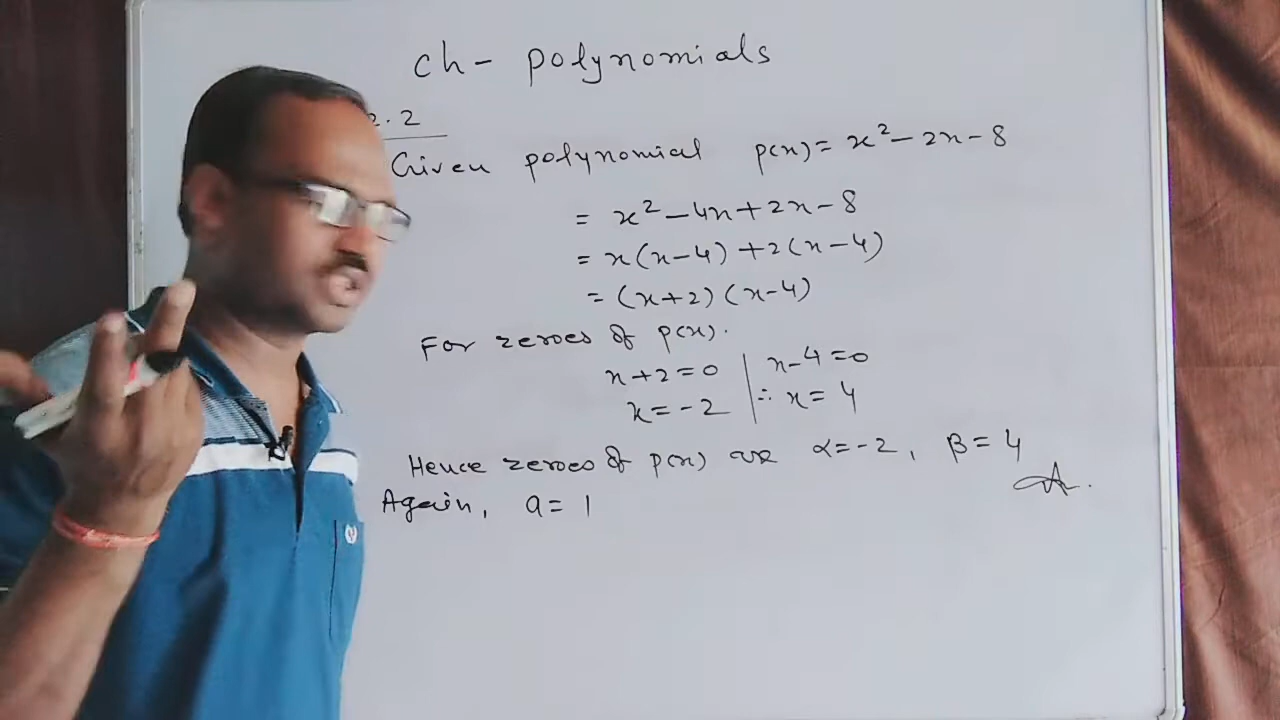 ch- polynomials
2.2
Given polynomial p(x) = x² - 2x - 8
= x² - 4x + 2x - 8
= x(x-4) + 2(x-4)
= (x+2) (x-4)
For zeroes of p(x).
x+2=0 | x-4=0
x=-2 | ∴ x=4
Hence zeroes of p(x) are α=-2, β=4
Again, a=1